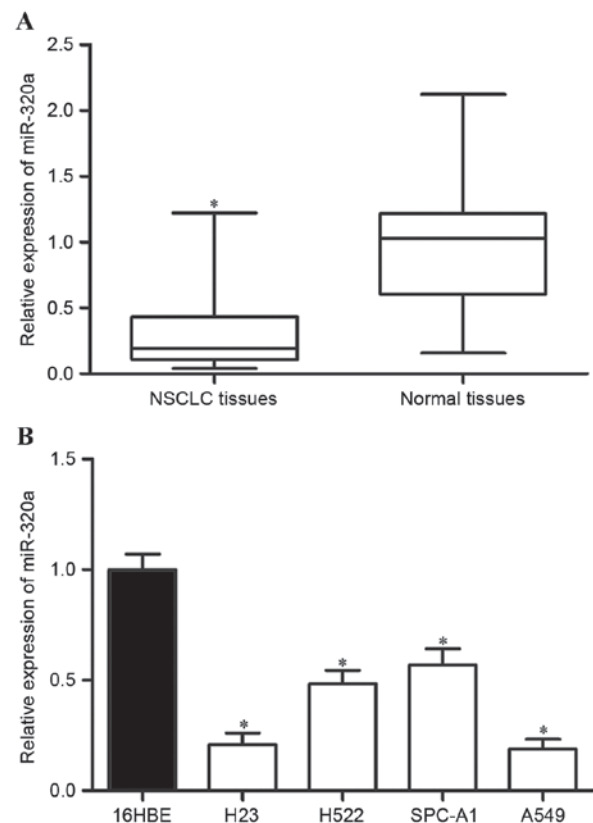 A
Relative expression of miR-320a
2.5
2.0
1.5
1.0
0.5
0.0
*
NSCLC tissues
Normal tissues
B
Relative expression of miR-320a
1.5
1.0
0.5
0.0
*
*
*
*
16HBE
H23
H522
SPC-A1
A549